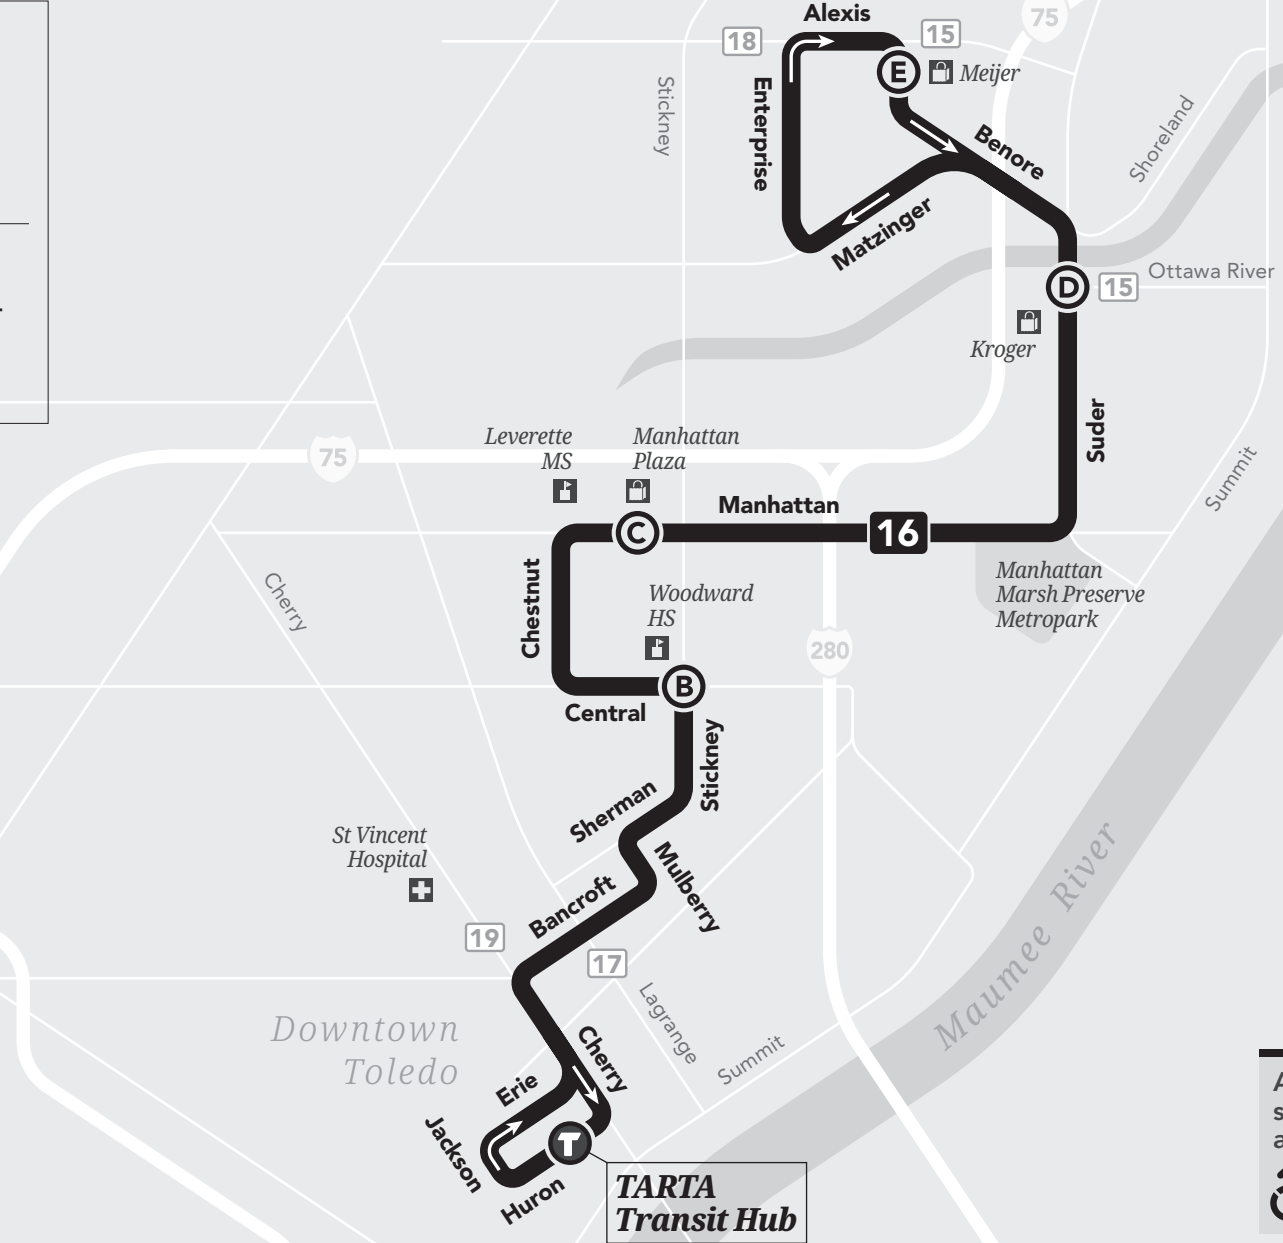 Alexis
18
15
75
E
Meijer
Stickney
Enterprise
Benore
Shoreland
Matzinger
D
15
Ottawa River
Kroger
Suder
Leverette
MS
Manhattan
Plaza
75
Summit
Manhattan
C
16
Chestnut
Manhattan
Marsh Preserve
Metropark
Cherry
Woodward
HS
280
B
Central
Stickney
Sherman
St Vincent
Hospital
Mulberry
Bancroft
19
17
Maumee River
Lagrange
Downtown
Toledo
Cherry
Summit
Erie
Jackson
T
Huron
TARTA
Transit Hub